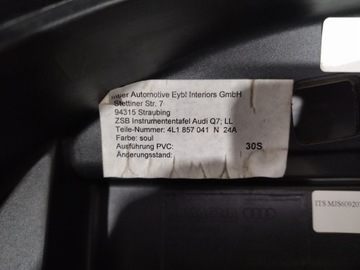 Automotive Eybl Interiors GmbH
Stettiner Str. 7
94315 Straubing
ZSB Instrumententafel Audi Q7; LL
Teile-Nummer: 4L1 857 041 N 24A
Farbe: soul
Ausführung PVC: 30S
Änderungsstand:
ITS